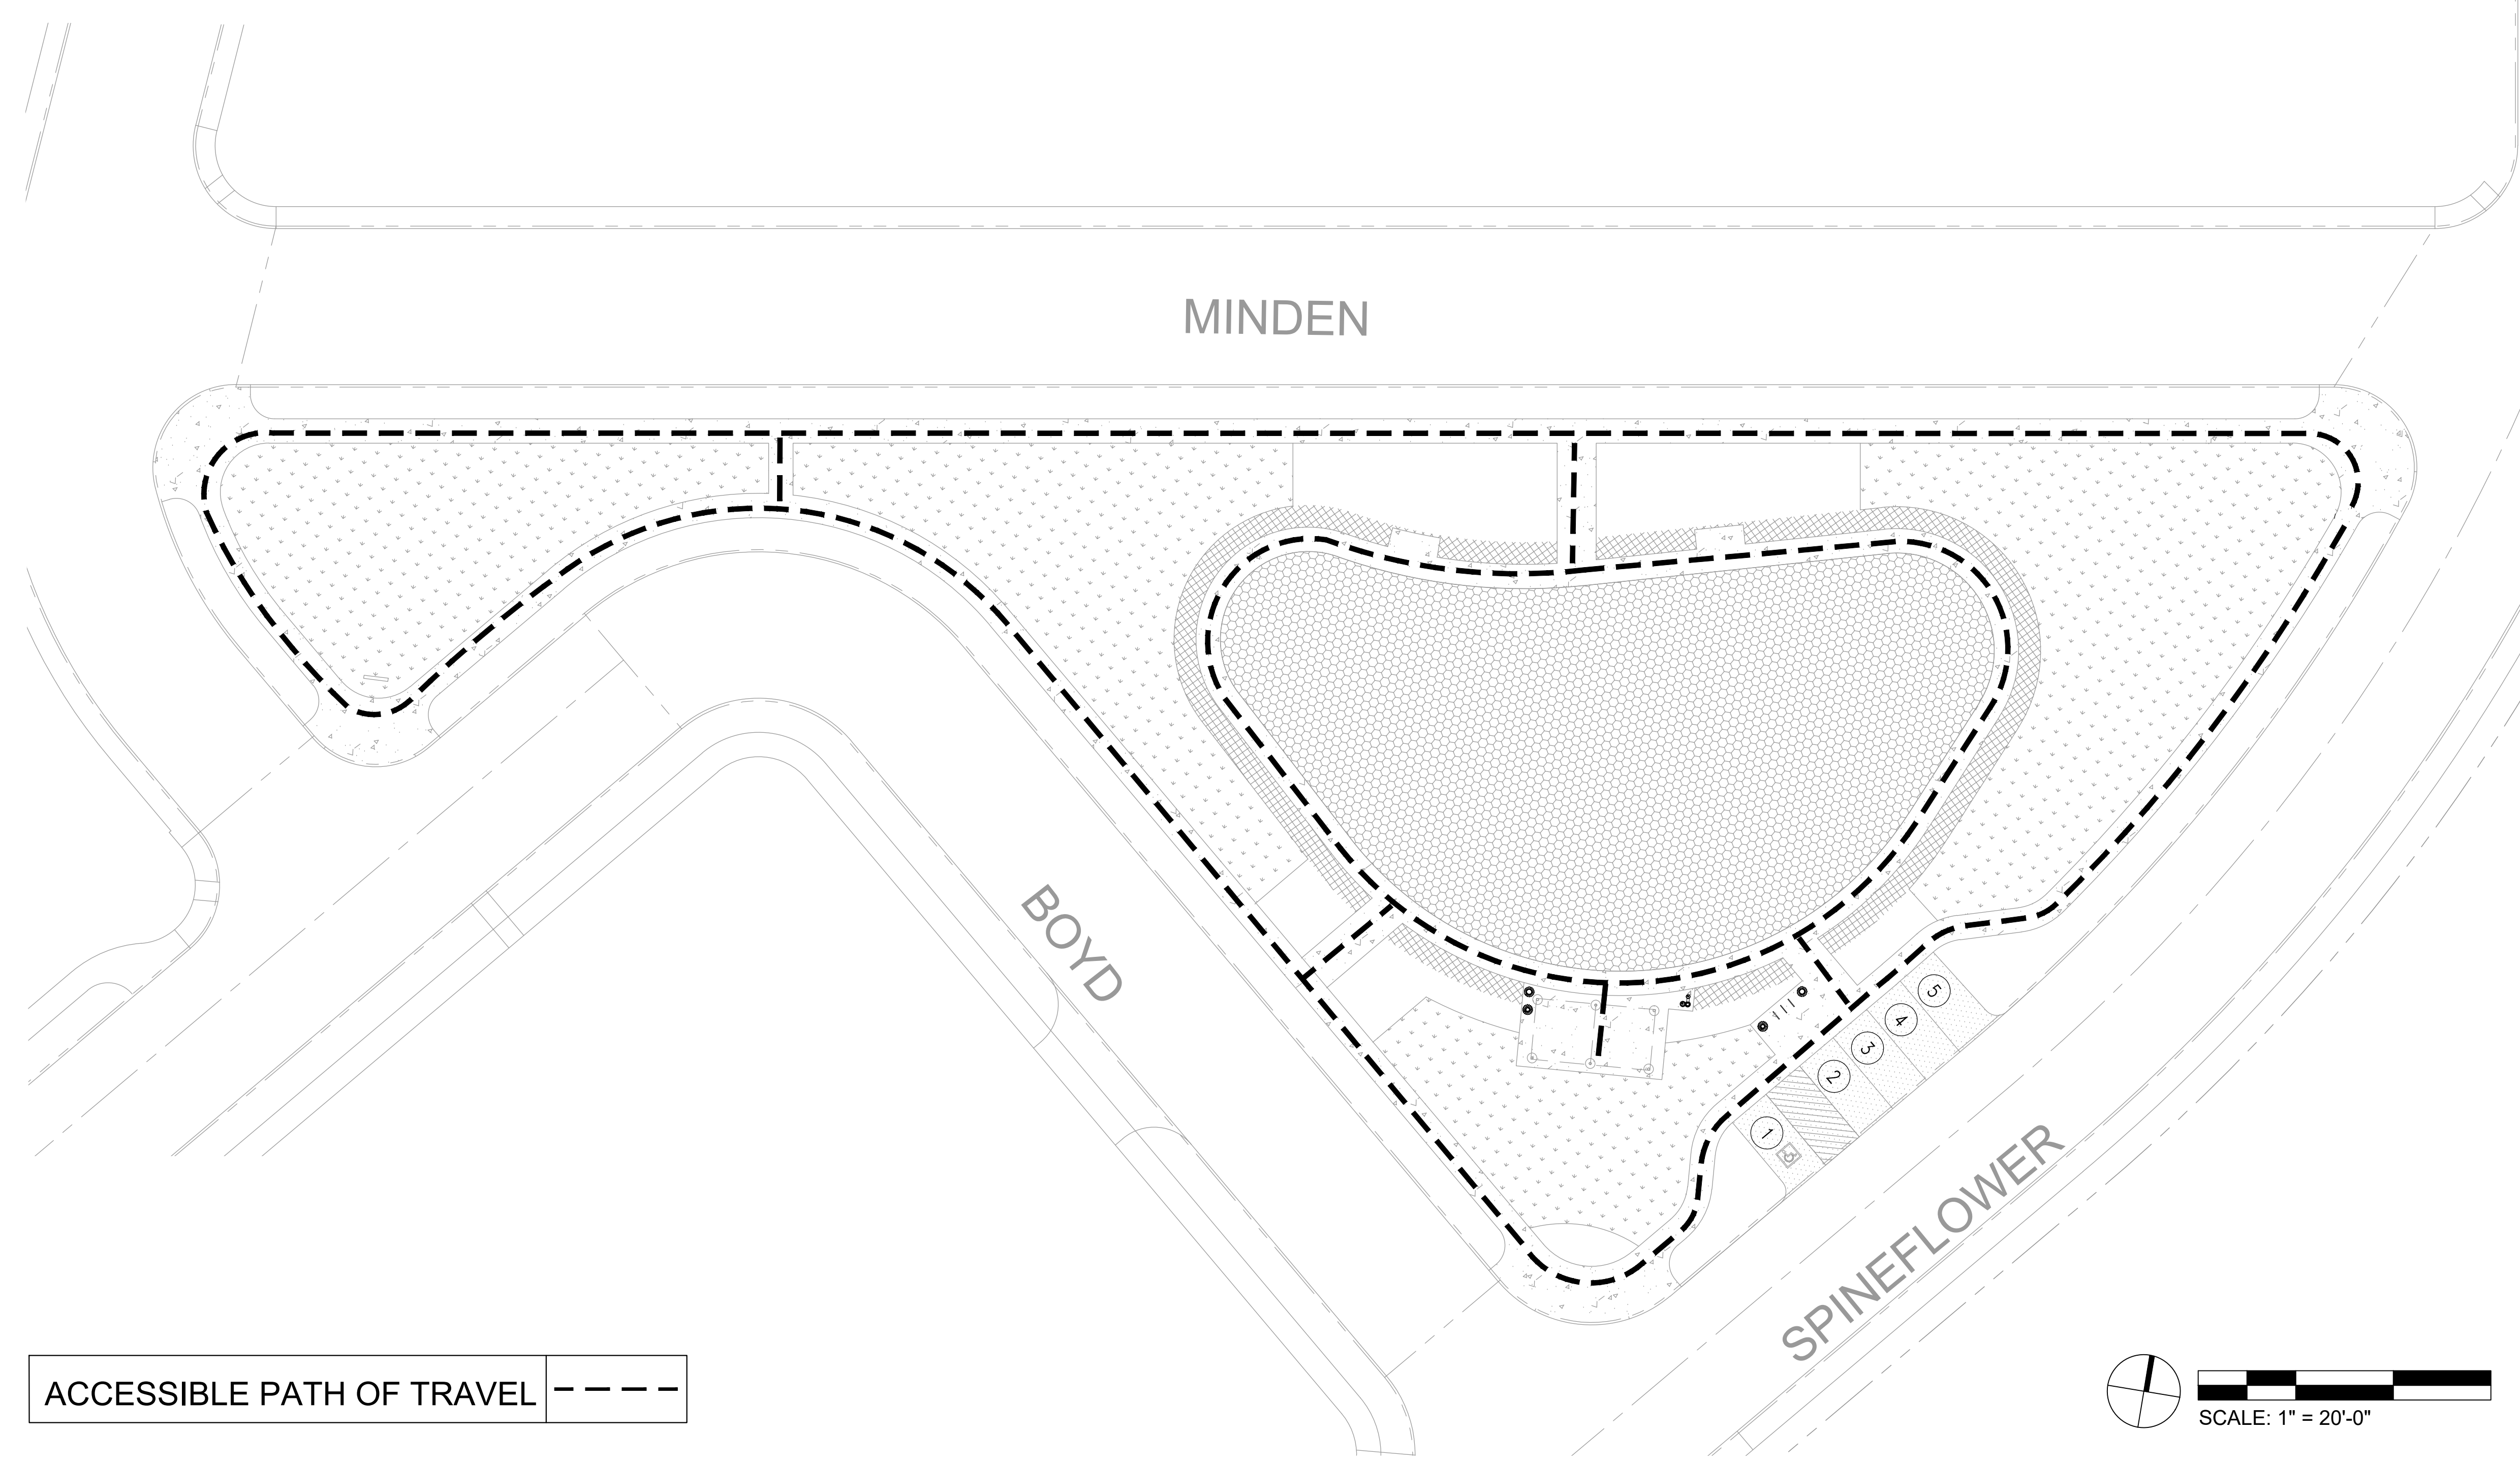 MINDEN
BOYD
5
4
3
2
1
SPINEFLOWER
ACCESSIBLE PATH OF TRAVEL
SCALE: 1" = 20'-0"